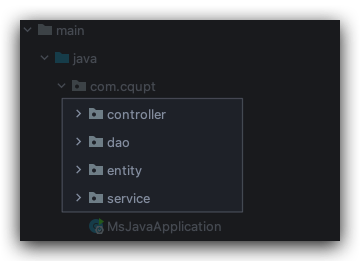 main
java
com.cqupt
controller
dao
entity
service
MsJavaApplication